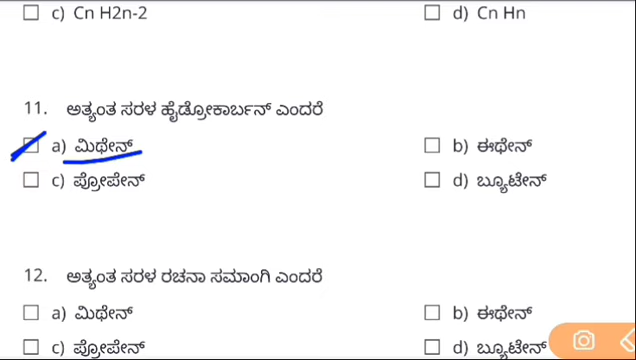 c) Cn H2n-2 d) Cn Hn
11. ಅತ್ಯಂತ ಸರಳ ಹೈಡ್ರೋಕಾರ್ಬನ್ ಎಂದರೆ
a) ಮಿಥೇನ್ b) ಈಥೇನ್
c) ಪ್ರೋಪೇನ್ d) ಬ್ಯೂಟೇನ್
12. ಅತ್ಯಂತ ಸರಳ ರಚನಾ ಸಮಾಂಗಿ ಎಂದರೆ
a) ಮಿಥೇನ್ b) ಈಥೇನ್
c) ಪ್ರೋಪೇನ್ d) ಬ್ಯೂಟೇನ್